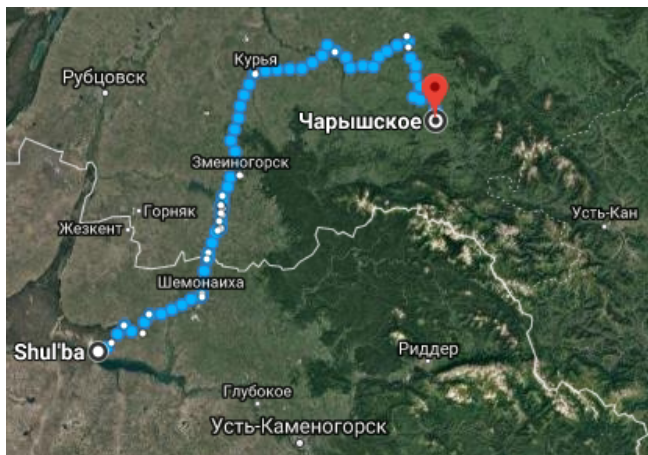 Курья
Рубцовск
Чарышское
Змеиногорск
Горняк
Усть-Кан
Жезкент
Шемонаиха
Shul'ba
Риддер
Глубокое
Усть-Каменогорск